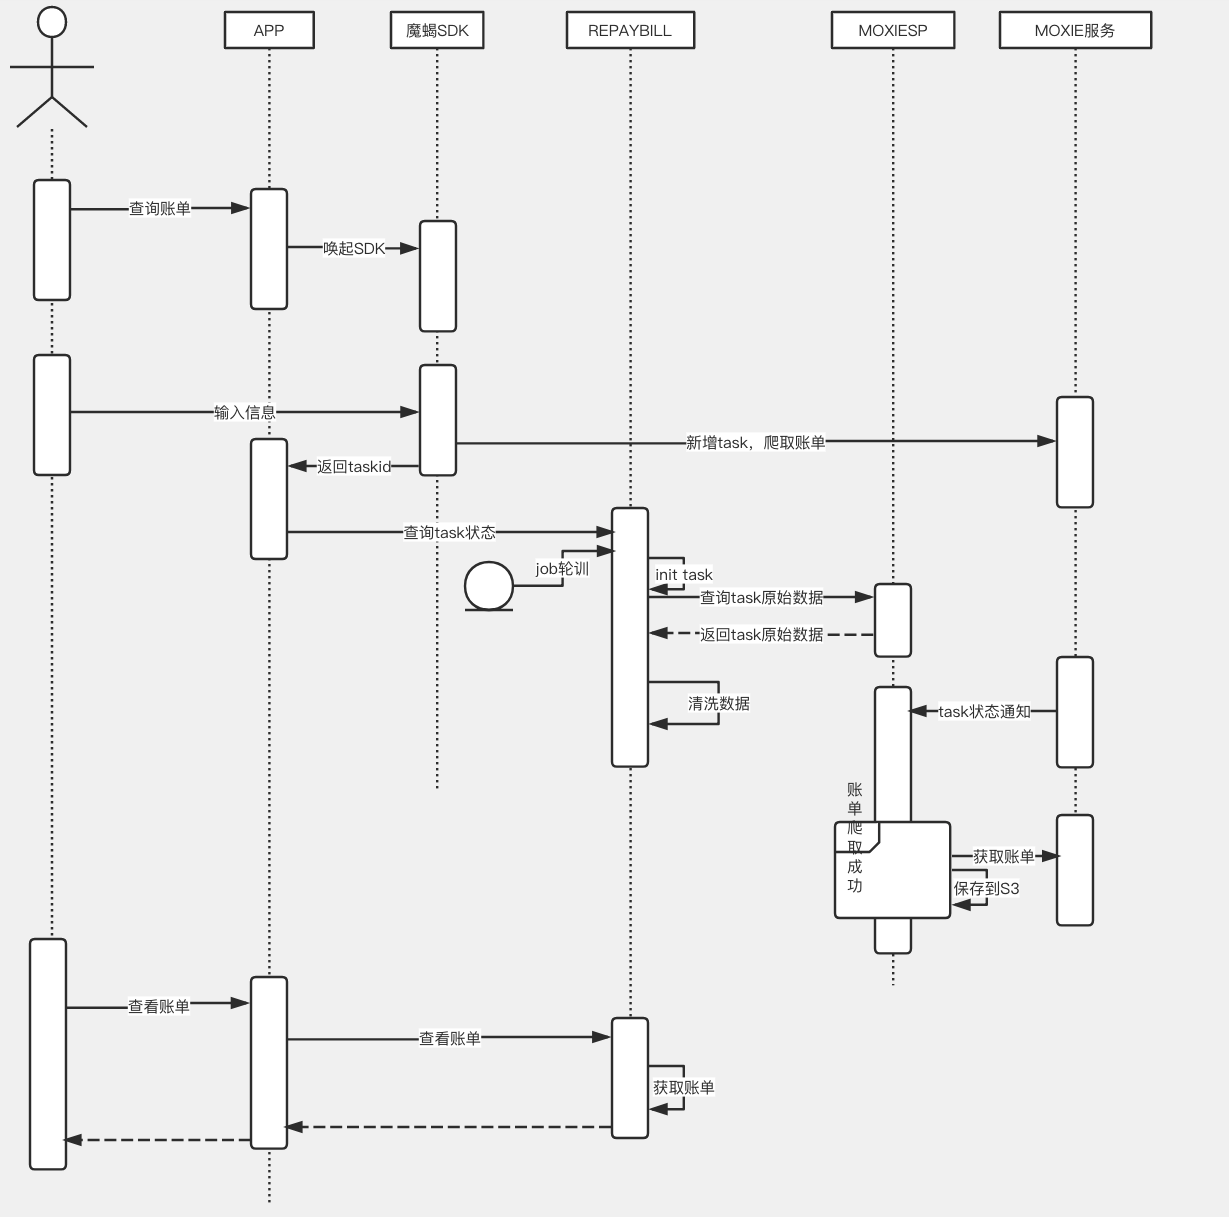 APP
魔蝎SDK
REPAYBILL
MOXIESP
MOXIE服务
查询账单
唤起SDK
输入信息
新增task，爬取账单
返回taskid
查询task状态
job轮训
init task
查询task原始数据
返回task原始数据
清洗数据
task状态通知
账
单
爬
取
成
功
获取账单
保存到S3
查看账单
查看账单
获取账单